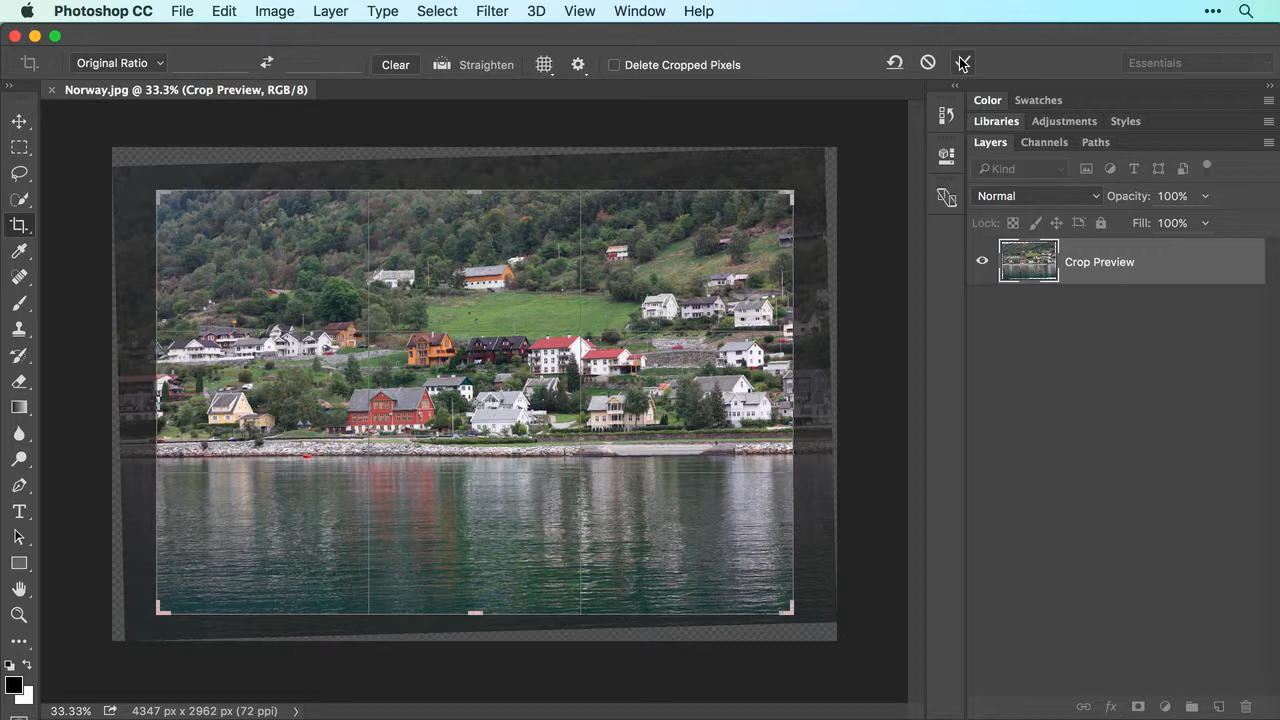 Photoshop CC File Edit Image Layer Type Select Filter 3D View Window Help
Original Ratio Clear Straighten Delete Cropped Pixels Essentials
× Norway.jpg @ 33.3% (Crop Preview, RGB/8)
Color Swatches
Libraries Adjustments Styles
Layers Channels Paths
Kind
Normal Opacity: 100%
Lock: Fill: 100%
Crop Preview
33.33% 4347 px x 2962 px (72 ppi)